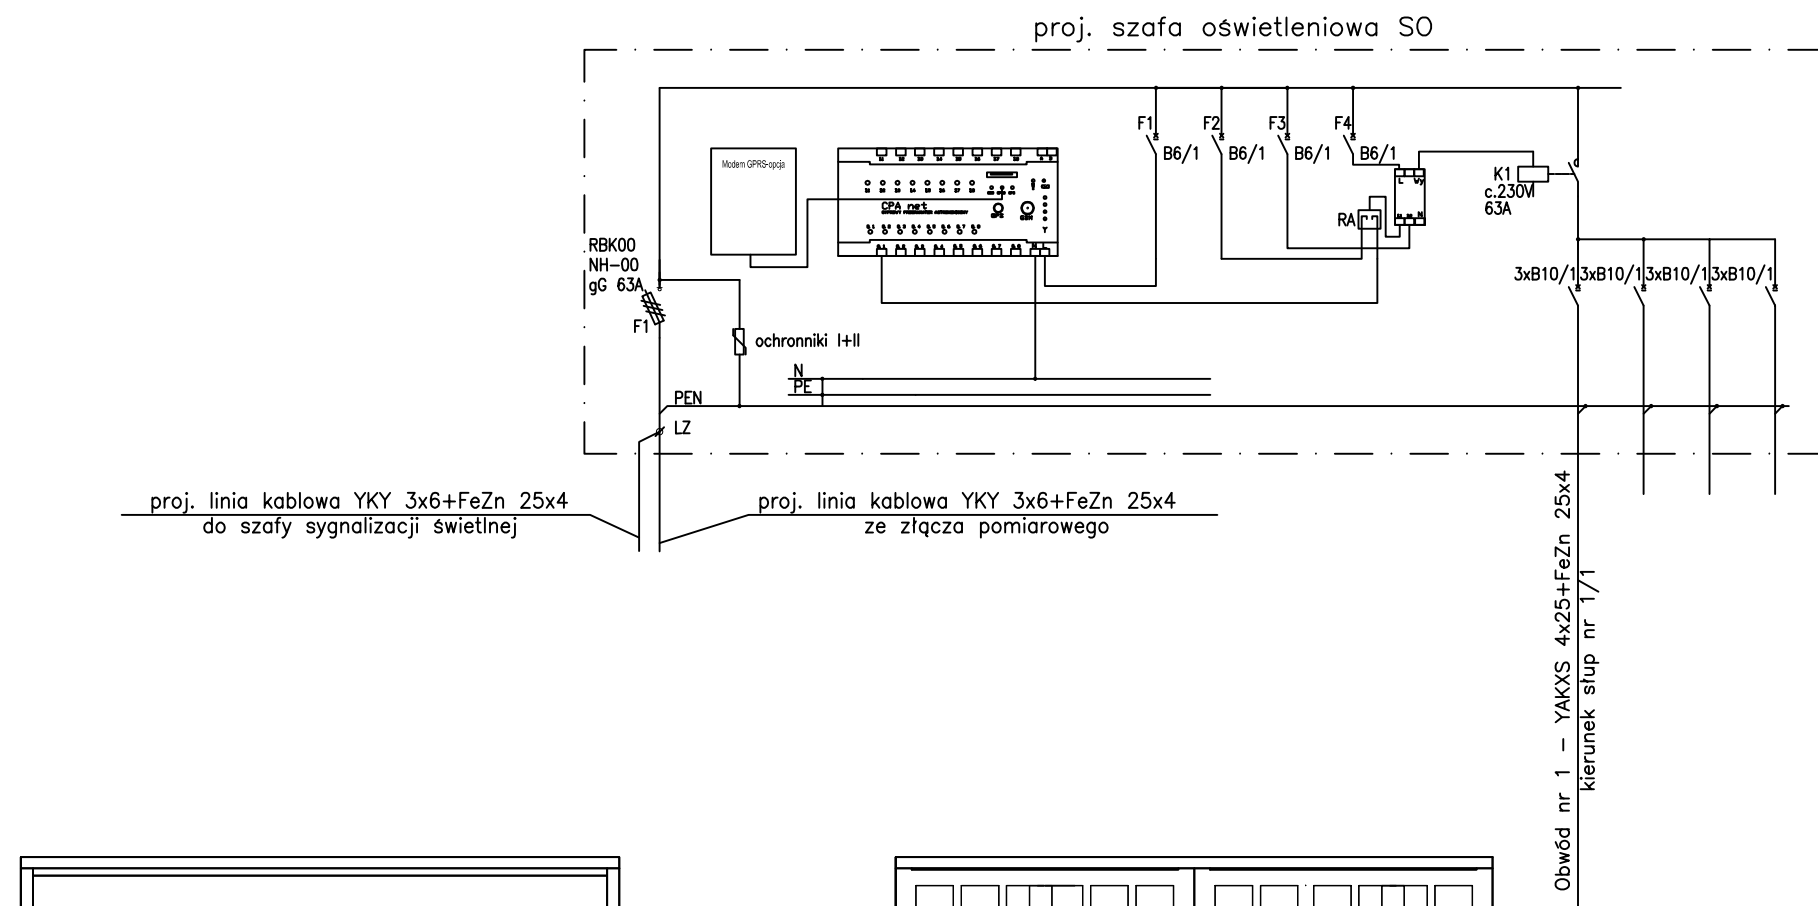 proj. szafa oświetleniowa SO
F1
B6/1
F2
B6/1
F3
B6/1
F4
B6/1
Modem GPRS-opcja
CPA net
GSM
L
Wy
N
RA
K1
c.230V
63A
RBK00
NH-00
gG 63A
F1
ochronniki I+II
3xB10/1
3xB10/1
3xB10/1
3xB10/1
N
PE
PEN
LZ
proj. linia kablowa YKY 3x6+FeZn 25x4
do szafy sygnalizacji świetlnej
proj. linia kablowa YKY 3x6+FeZn 25x4
ze złącza pomiarowego
Obwód nr 1 - YAKXS 4x25+FeZn 25x4
kierunek słup nr 1/1